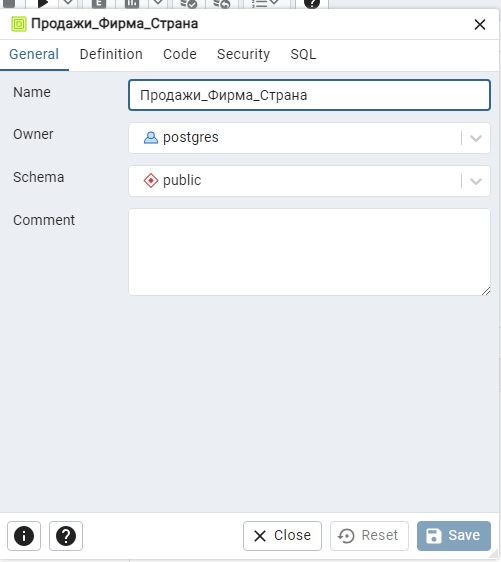 Продажи_Фирма_Страна
General Definition Code Security SQL
Name Продажи_Фирма_Страна
Owner postgres
Schema public
Comment
Close Reset Save